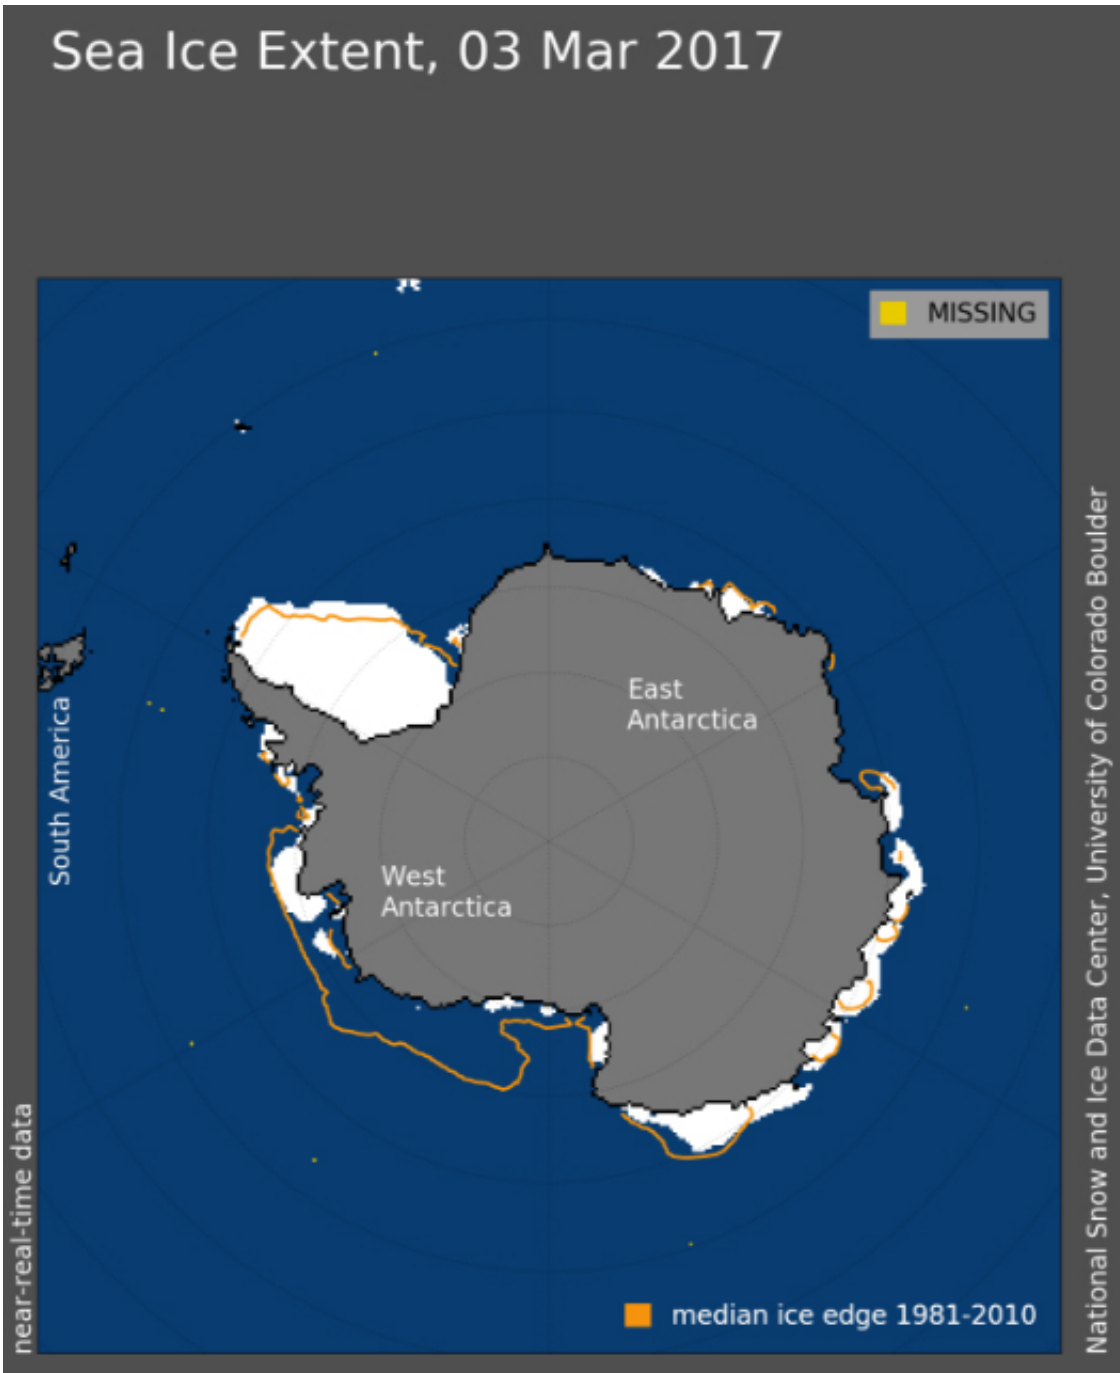 Sea Ice Extent, 03 Mar 2017
MISSING
East
Antarctica
South America
West
Antarctica
near-real-time data
median ice edge 1981-2010
National Snow and Ice Data Center, University of Colorado Boulder